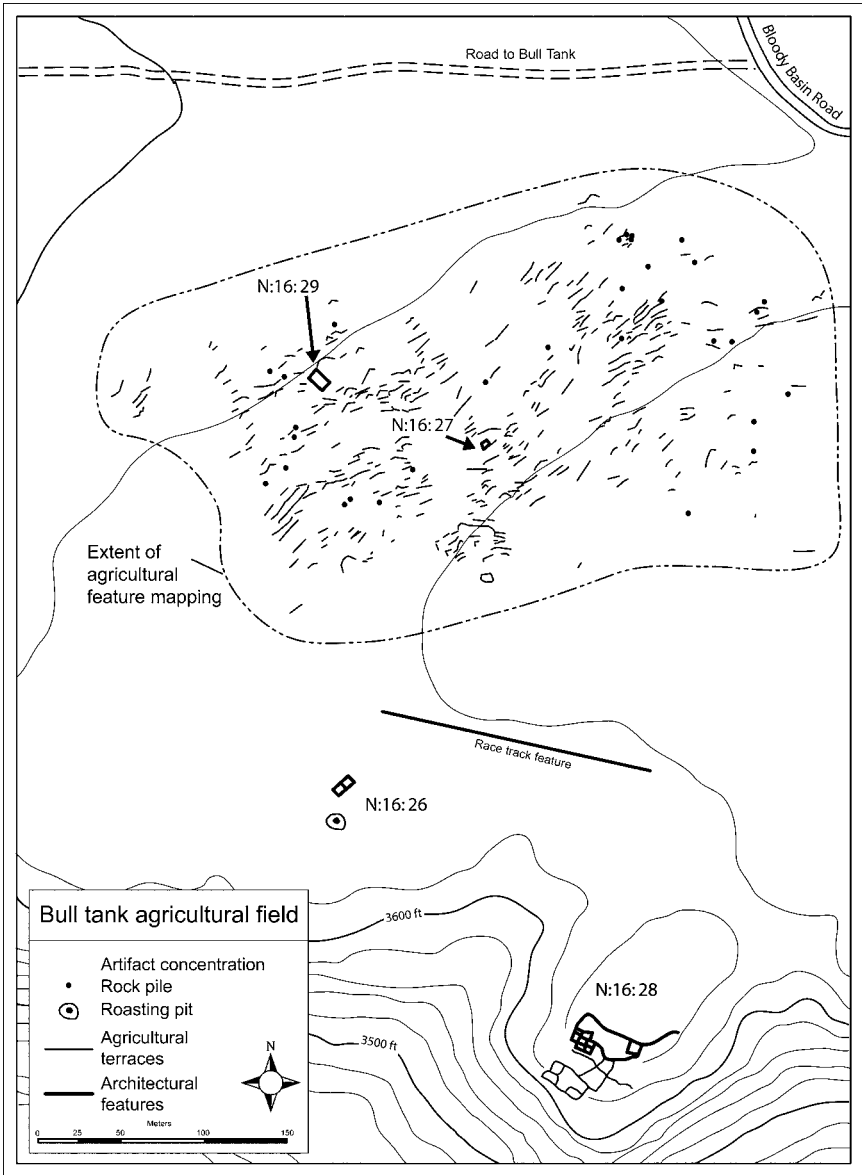 Road to Bull Tank
Bloody Basin Road
N:16:29
N:16:27
Extent of
agricultural
feature mapping
Race track feature
N:16:26
3600 ft
N:16:28
3500 ft
Bull tank agricultural field
Artifact concentration
Rock pile
Roasting pit
Agricultural
terraces
Architectural
features
N
Meters
0 25 50 100 150